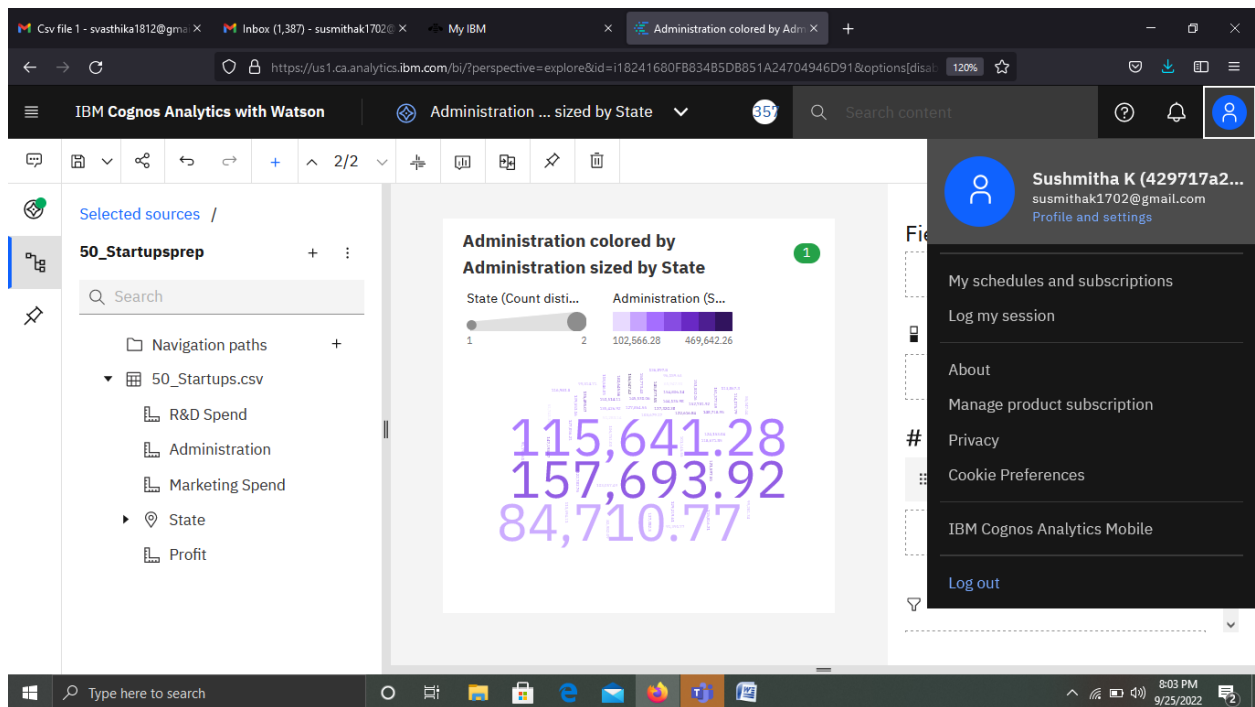 Csv file 1 - svasthika1812@gmai
Inbox (1,387) - susmithak1702@
My IBM
Administration colored by Adm
https://us1.ca.analytics.ibm.com/bi/?perspective=explore&id=i18241680FB834B5DB851A24704946D91&options[disab
120%
IBM Cognos Analytics with Watson
Administration ... sized by State
357
Search content
2/2
Sushmitha K (429717a2...
susmithak1702@gmail.com
Profile and settings
Selected sources /
50_Startupsprep
Search
Navigation paths
50_Startups.csv
R&D Spend
Administration
Marketing Spend
State
Profit
Administration colored by
Administration sized by State
1
State (Count disti...
Administration (S...
1
2
102,566.28
469,642.26
115,641.28
157,693.92
84,710.77
#
My schedules and subscriptions
Log my session
About
Manage product subscription
Privacy
Cookie Preferences
IBM Cognos Analytics Mobile
Log out
Type here to search
8:03 PM
9/25/2022
2